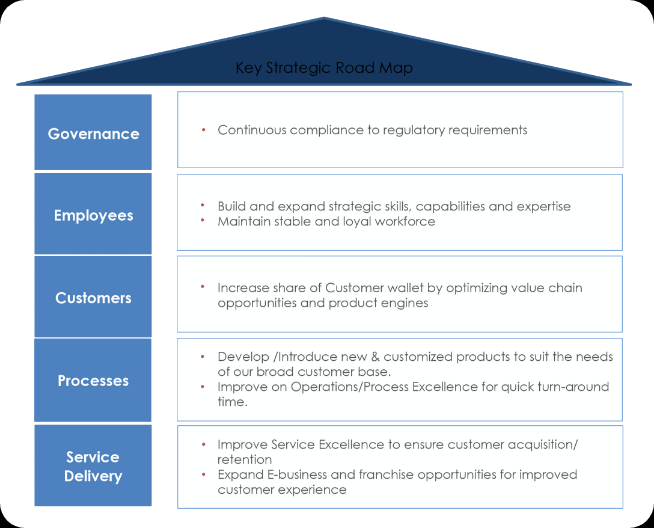 Key Strategic Road Map
Governance
• Continuous compliance to regulatory requirements
Employees
• Build and expand strategic skills, capabilities and expertise
• Maintain stable and loyal workforce
Customers
• Increase share of Customer wallet by optimizing value chain
opportunities and product engines
Processes
• Develop /Introduce new & customized products to suit the needs
of our broad customer base.
• Improve on Operations/Process Excellence for quick turn-around
time.
Service
Delivery
• Improve Service Excellence to ensure customer acquisition/
retention
• Expand E-business and franchise opportunities for improved
customer experience